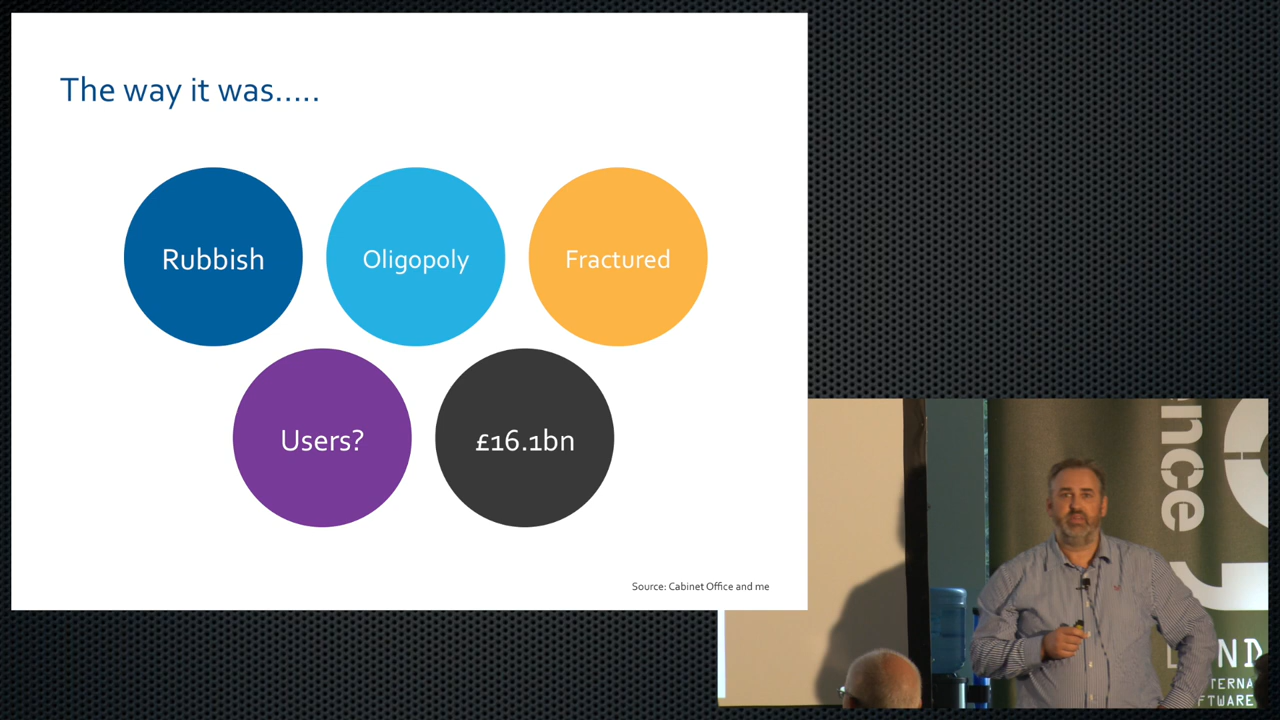 The way it was.....
Rubbish
Oligopoly
Fractured
Users?
£16.1bn
Source: Cabinet Office and me